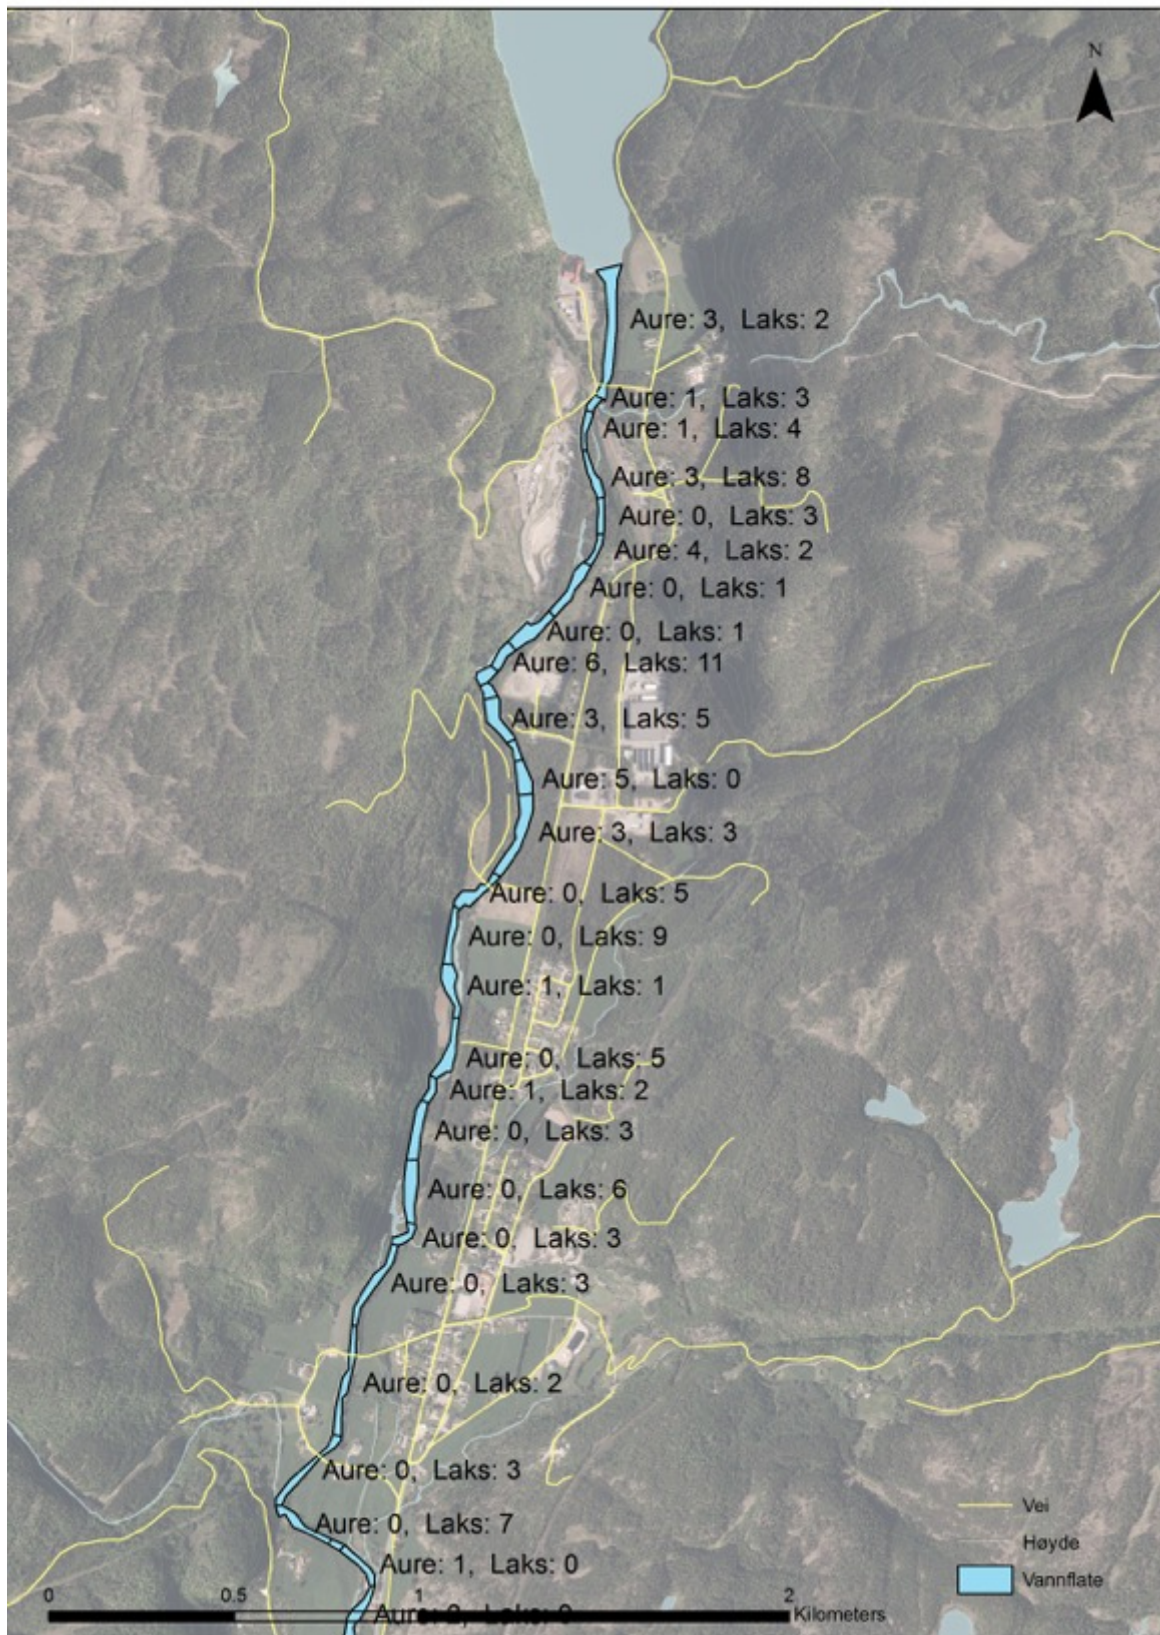 N
Aure: 3, Laks: 2
Aure: 1, Laks: 3
Aure: 1, Laks: 4
Aure: 3, Laks: 8
Aure: 0, Laks: 3
Aure: 4, Laks: 2
Aure: 0, Laks: 1
Aure: 0, Laks: 1
Aure: 6, Laks: 11
Aure: 3, Laks: 5
Aure: 5, Laks: 0
Aure: 3, Laks: 3
Aure: 0, Laks: 5
Aure: 0, Laks: 9
Aure: 1, Laks: 1
Aure: 0, Laks: 5
Aure: 1, Laks: 2
Aure: 0, Laks: 3
Aure: 0, Laks: 6
Aure: 0, Laks: 3
Aure: 0, Laks: 3
Aure: 0, Laks: 2
Aure: 0, Laks: 3
Aure: 0, Laks: 7
Aure: 1, Laks: 0
Vei
Høyde
Vannflate
0 0.5 1 2
Aure: Laks:
Kilometers